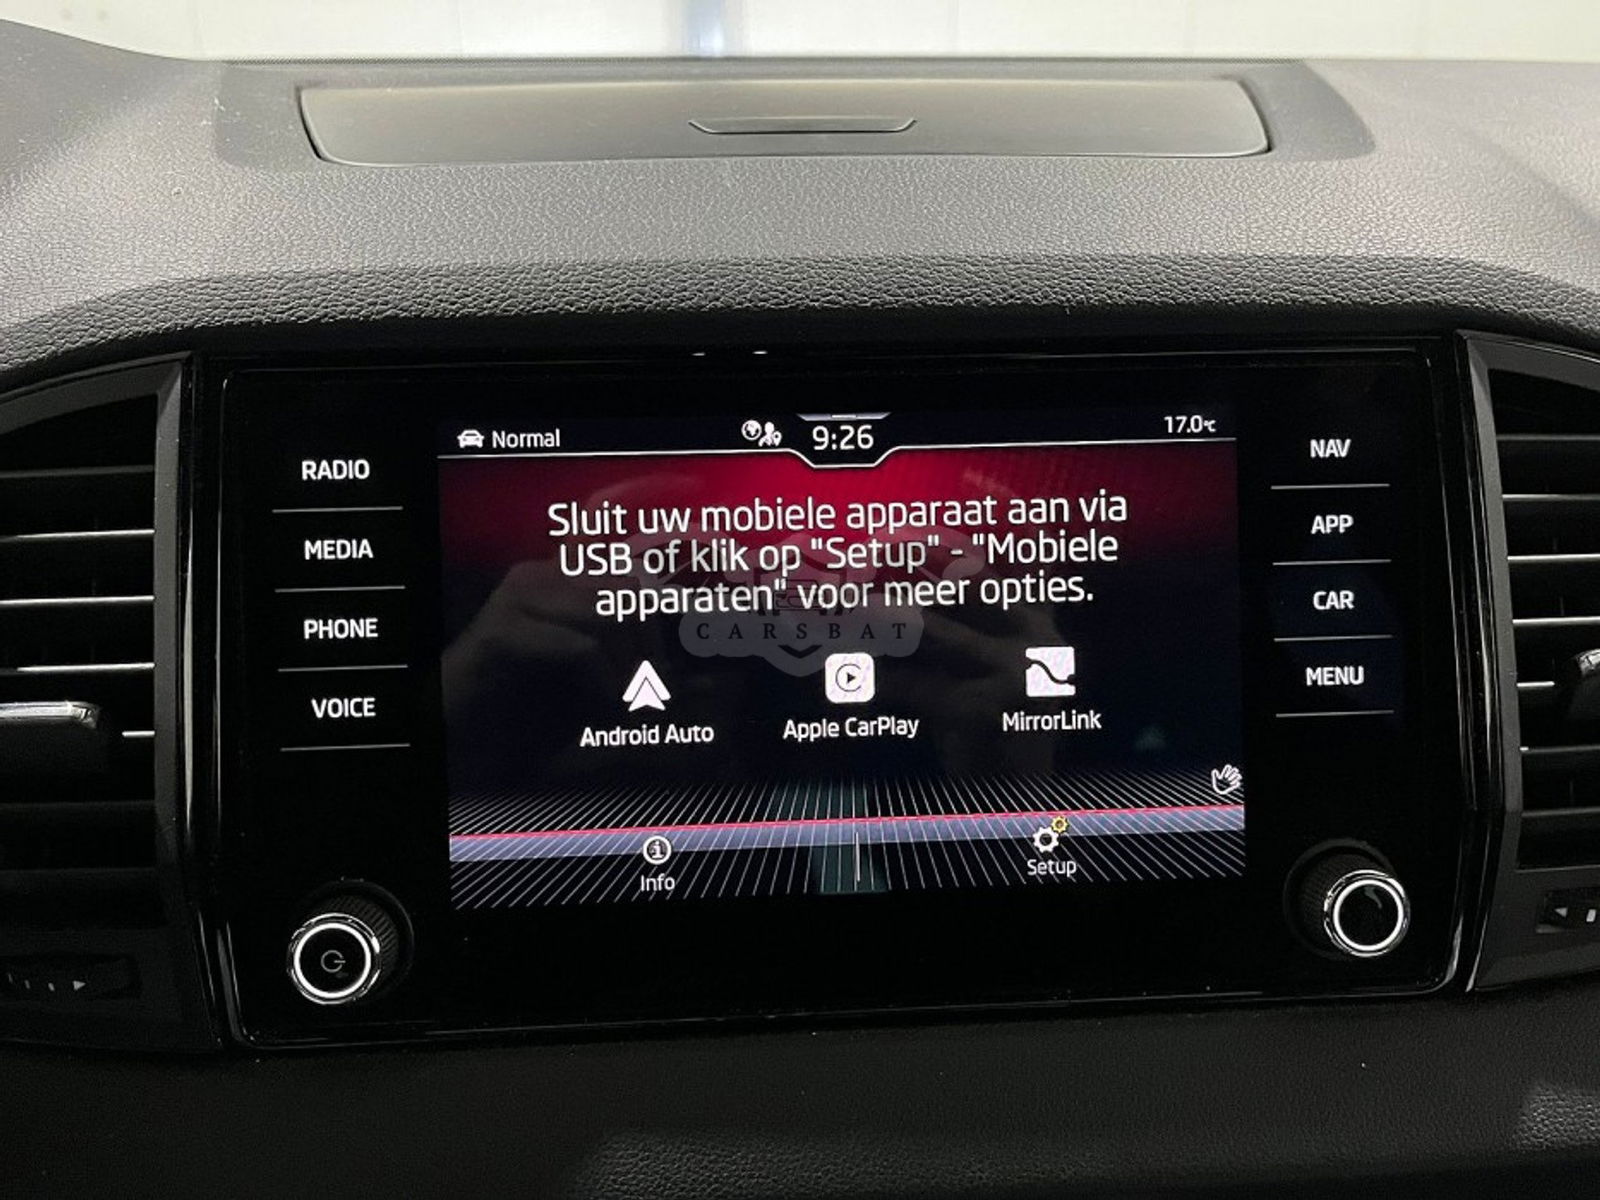 Normal
9:26
17.0°C
RADIO
MEDIA
PHONE
VOICE
Sluit uw mobiele apparaat aan via
USB of klik op "Setup" - "Mobiele
apparaten" voor meer opties.
CARSBAT
Android Auto
Apple CarPlay
MirrorLink
Info
Setup
NAV
APP
CAR
MENU